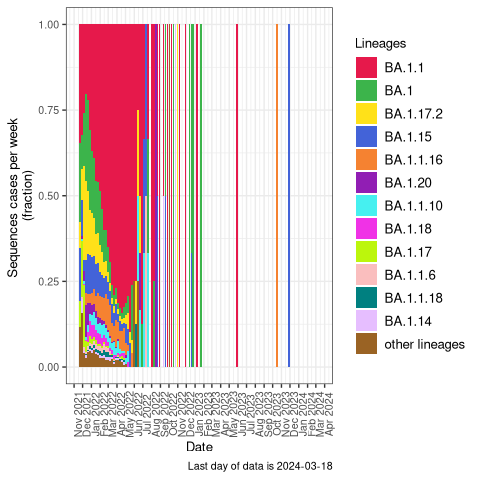 Sequences cases per week
(fraction)
1.00
0.75
0.50
0.25
0.00
Nov 2021
Dec 2021
Jan 2022
Feb 2022
Mar 2022
Apr 2022
May 2022
Jun 2022
Jul 2022
Aug 2022
Sep 2022
Oct 2022
Nov 2022
Dec 2022
Jan 2023
Feb 2023
Mar 2023
Apr 2023
May 2023
Jun 2023
Jul 2023
Aug 2023
Sep 2023
Oct 2023
Nov 2023
Dec 2023
Jan 2024
Feb 2024
Mar 2024
Apr 2024
Date
Last day of data is 2024-03-18
Lineages
BA.1.1
BA.1
BA.1.17.2
BA.1.15
BA.1.1.16
BA.1.20
BA.1.1.10
BA.1.18
BA.1.17
BA.1.1.6
BA.1.1.18
BA.1.14
other lineages